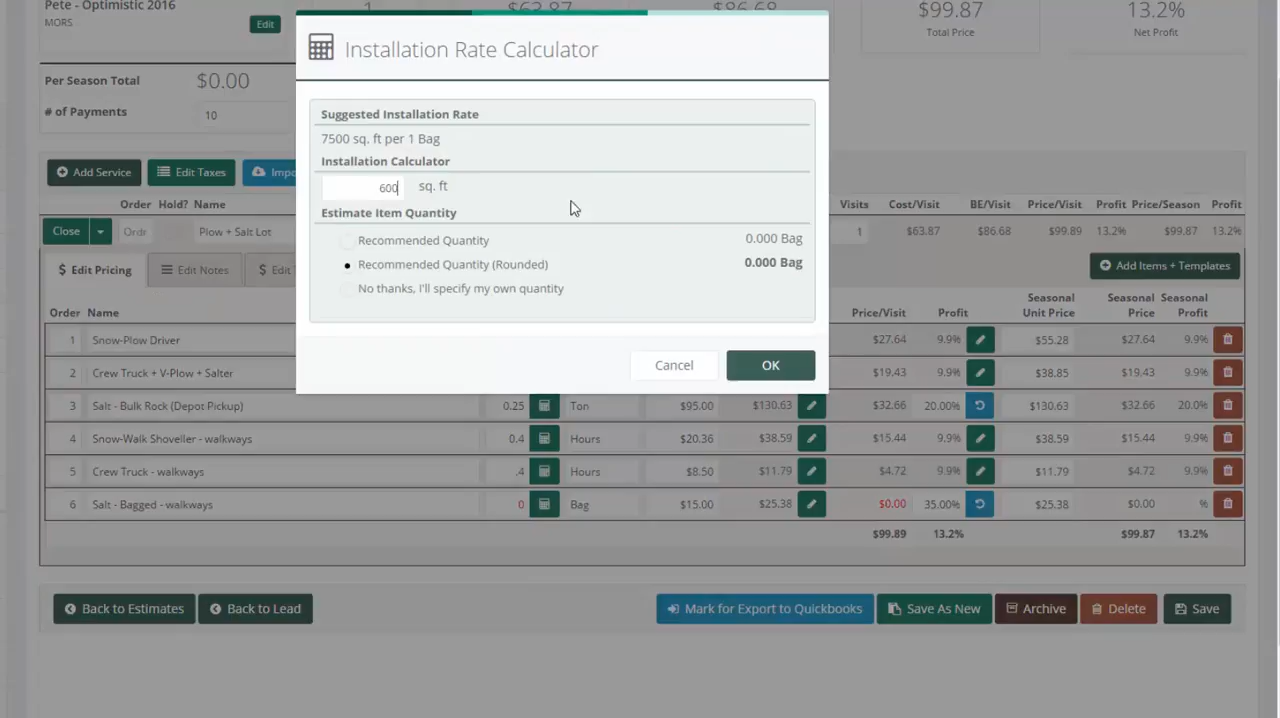 Pete - Optimistic 2016
MORS
Edit
1
$63.87
$86.68
$99.87
Total Price
13.2%
Net Profit
Per Season Total $0.00
# of Payments 10
Installation Rate Calculator
Suggested Installation Rate
7500 sq. ft per 1 Bag
Installation Calculator
600 sq. ft
Estimate Item Quantity
Recommended Quantity 0.000 Bag
Recommended Quantity (Rounded) 0.000 Bag
No thanks, I'll specify my own quantity
Cancel OK
Add Service Edit Taxes
Order Hold? Name Visits Cost/Visit BE/Visit Price/Visit Profit Price/Season Profit
Close Ordr Plow + Salt Lot 1 $63.87 $86.68 $99.89 13.2% $99.87 13.2%
$ Edit Pricing Edit Notes $ Edit Add Items + Templates
Order Name Price/Visit Profit Seasonal Unit Price Seasonal Price Seasonal Profit
1 Snow-Plow Driver $27.64 9.9% $55.28 $27.64 9.9%
2 Crew Truck + V-Plow + Salter $19.43 9.9% $38.85 $19.43 9.9%
3 Salt - Bulk Rock (Depot Pickup) 0.25 Ton $95.00 $130.63 $32.66 20.00% $130.63 $32.66 20.0%
4 Snow-Walk Shoveller - walkways 0.4 Hours $20.36 $38.59 $15.44 9.9% $38.59 $15.44 9.9%
5 Crew Truck - walkways .4 Hours $8.50 $11.79 $4.72 9.9% $11.79 $4.72 9.9%
6 Salt - Bagged - walkways 0 Bag $15.00 $25.38 $0.00 35.00% $25.38 $0.00 %
$99.89 13.2% $99.87 13.2%
Back to Estimates Back to Lead Mark for Export to Quickbooks Save As New Archive Delete Save